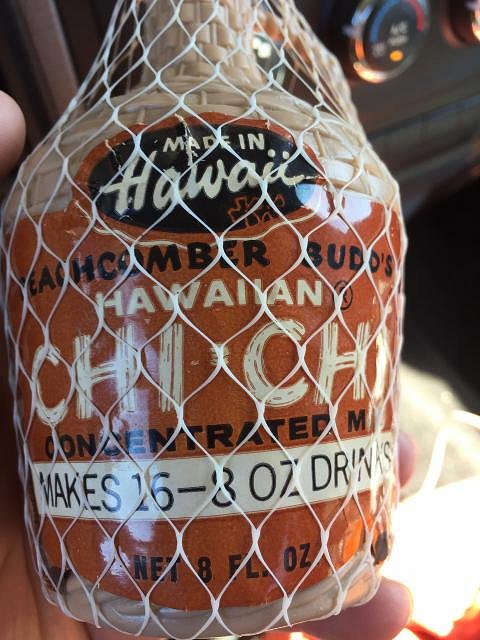 MADE IN
Hawaii
BEACHCOMBER BUDD'S
HAWAIIAN ®
CHI·CHI
CONCENTRATED MIX
MAKES 16-8 OZ DRINKS
NET 8 FL. OZ